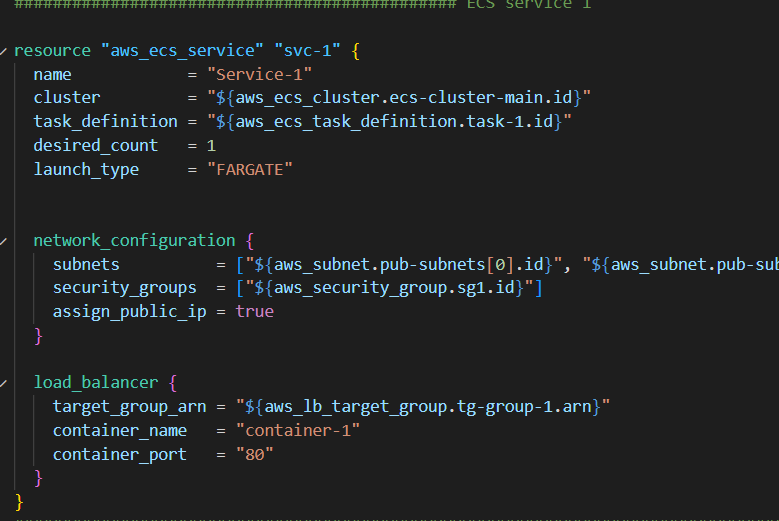 ############################################## ECS service 1
resource "aws_ecs_service" "svc-1" {
name = "Service-1"
cluster = "${aws_ecs_cluster.ecs-cluster-main.id}"
task_definition = "${aws_ecs_task_definition.task-1.id}"
desired_count = 1
launch_type = "FARGATE"
network_configuration {
subnets = ["${aws_subnet.pub-subnets[0].id}", "${aws_subnet.pub-sub
security_groups = ["${aws_security_group.sg1.id}"]
assign_public_ip = true
}
load_balancer {
target_group_arn = "${aws_lb_target_group.tg-group-1.arn}"
container_name = "container-1"
container_port = "80"
}
}